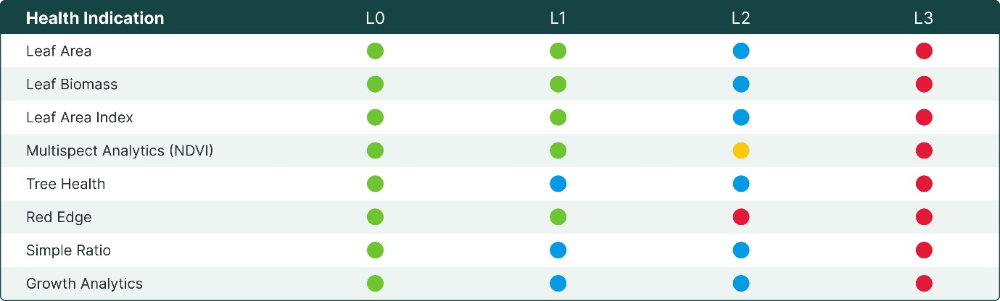 Health Indication L0 L1 L2 L3
Leaf Area
Leaf Biomass
Leaf Area Index
Multispect Analytics (NDVI)
Tree Health
Red Edge
Simple Ratio
Growth Analytics